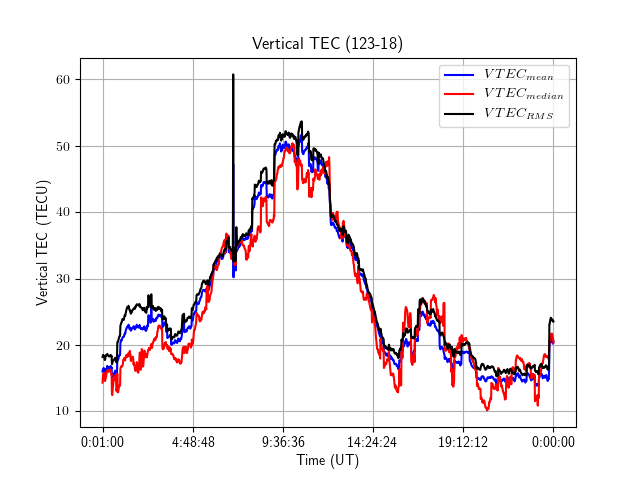 Vertical TEC (123-18)
VTEC_mean
VTEC_median
VTEC_RMS
Vertical TEC (TECU)
60
50
40
30
20
10
0:01:00 4:48:48 9:36:36 14:24:24 19:12:12 0:00:00
Time (UT)